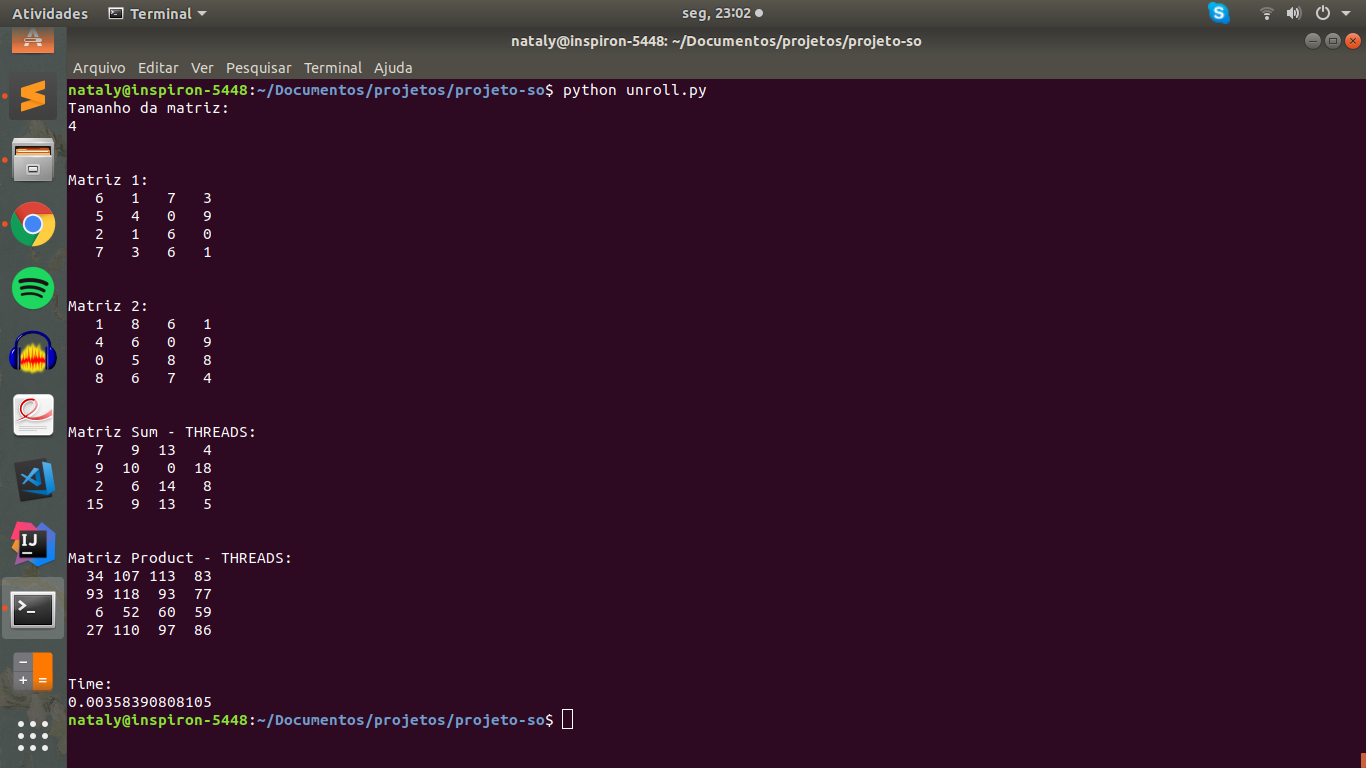 Atividades Terminal seg, 23:02
nataly@inspiron-5448: ~/Documentos/projetos/projeto-so
Arquivo Editar Ver Pesquisar Terminal Ajuda
nataly@inspiron-5448:~/Documentos/projetos/projeto-so$ python unroll.py
Tamanho da matriz:
4
Matriz 1:
6 1 7 3
5 4 0 9
2 1 6 0
7 3 6 1
Matriz 2:
1 8 6 1
4 6 0 9
0 5 8 8
8 6 7 4
Matriz Sum - THREADS:
7 9 13 4
9 10 0 18
2 6 14 8
15 9 13 5
Matriz Product - THREADS:
34 107 113 83
93 118 93 77
6 52 60 59
27 110 97 86
Time:
0.00358390808105
nataly@inspiron-5448:~/Documentos/projetos/projeto-so$
IJ